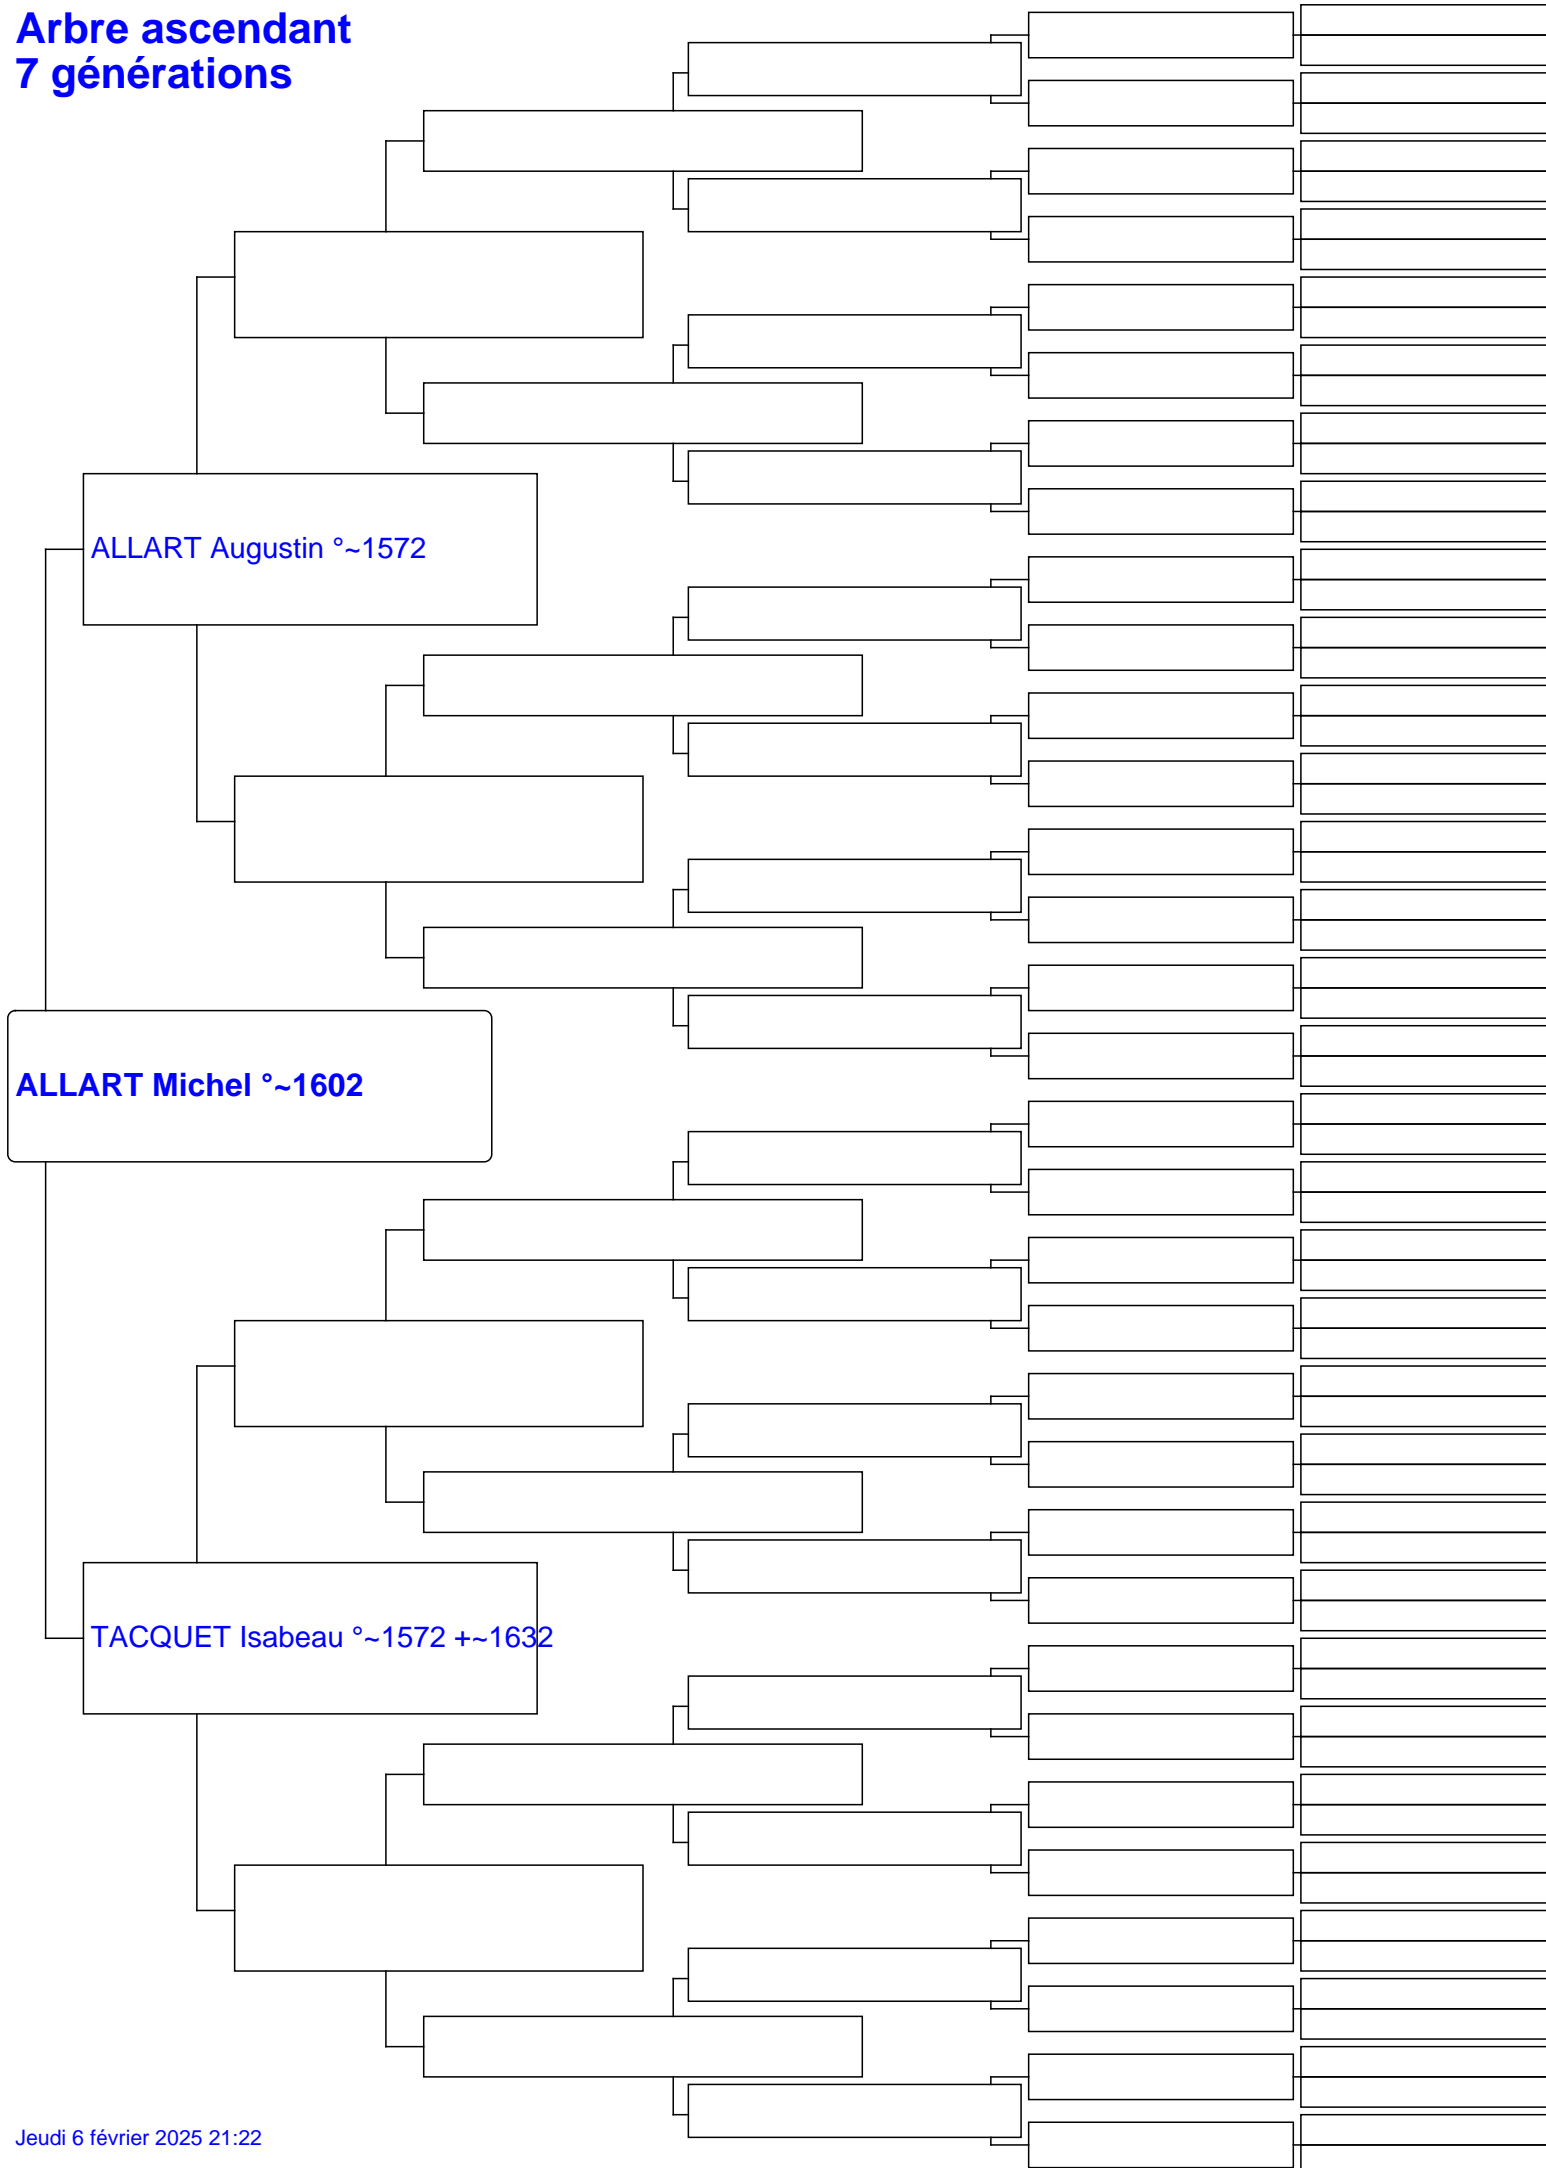 Arbre ascendant
7 générations
ALLART Augustin °~1572
ALLART Michel °~1602
TACQUET Isabeau °~1572 +~1632
Jeudi 6 février 2025 21:22